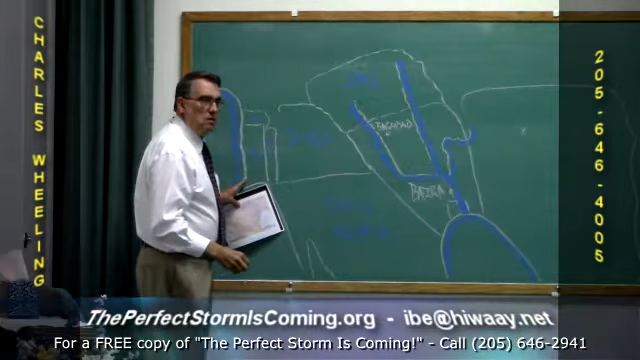 CHARLES WHEELING
205-646-4005
BAGHDAD
BAZRA
ThePerfectStormIsComing.org - ibe@hiwaay.net
For a FREE copy of "The Perfect Storm Is Coming!" - Call (205) 646-2941